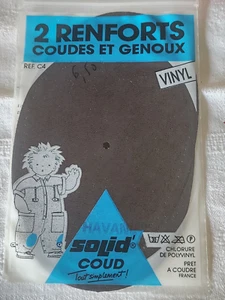 2 RENFORTS
COUDES ET GENOUX
REF. C4
VINYL
HAVANE
solid'
COUD
Tout simplement!
CHLORURE
DE POLYVINYL
PRET
A COUDRE
FRANCE